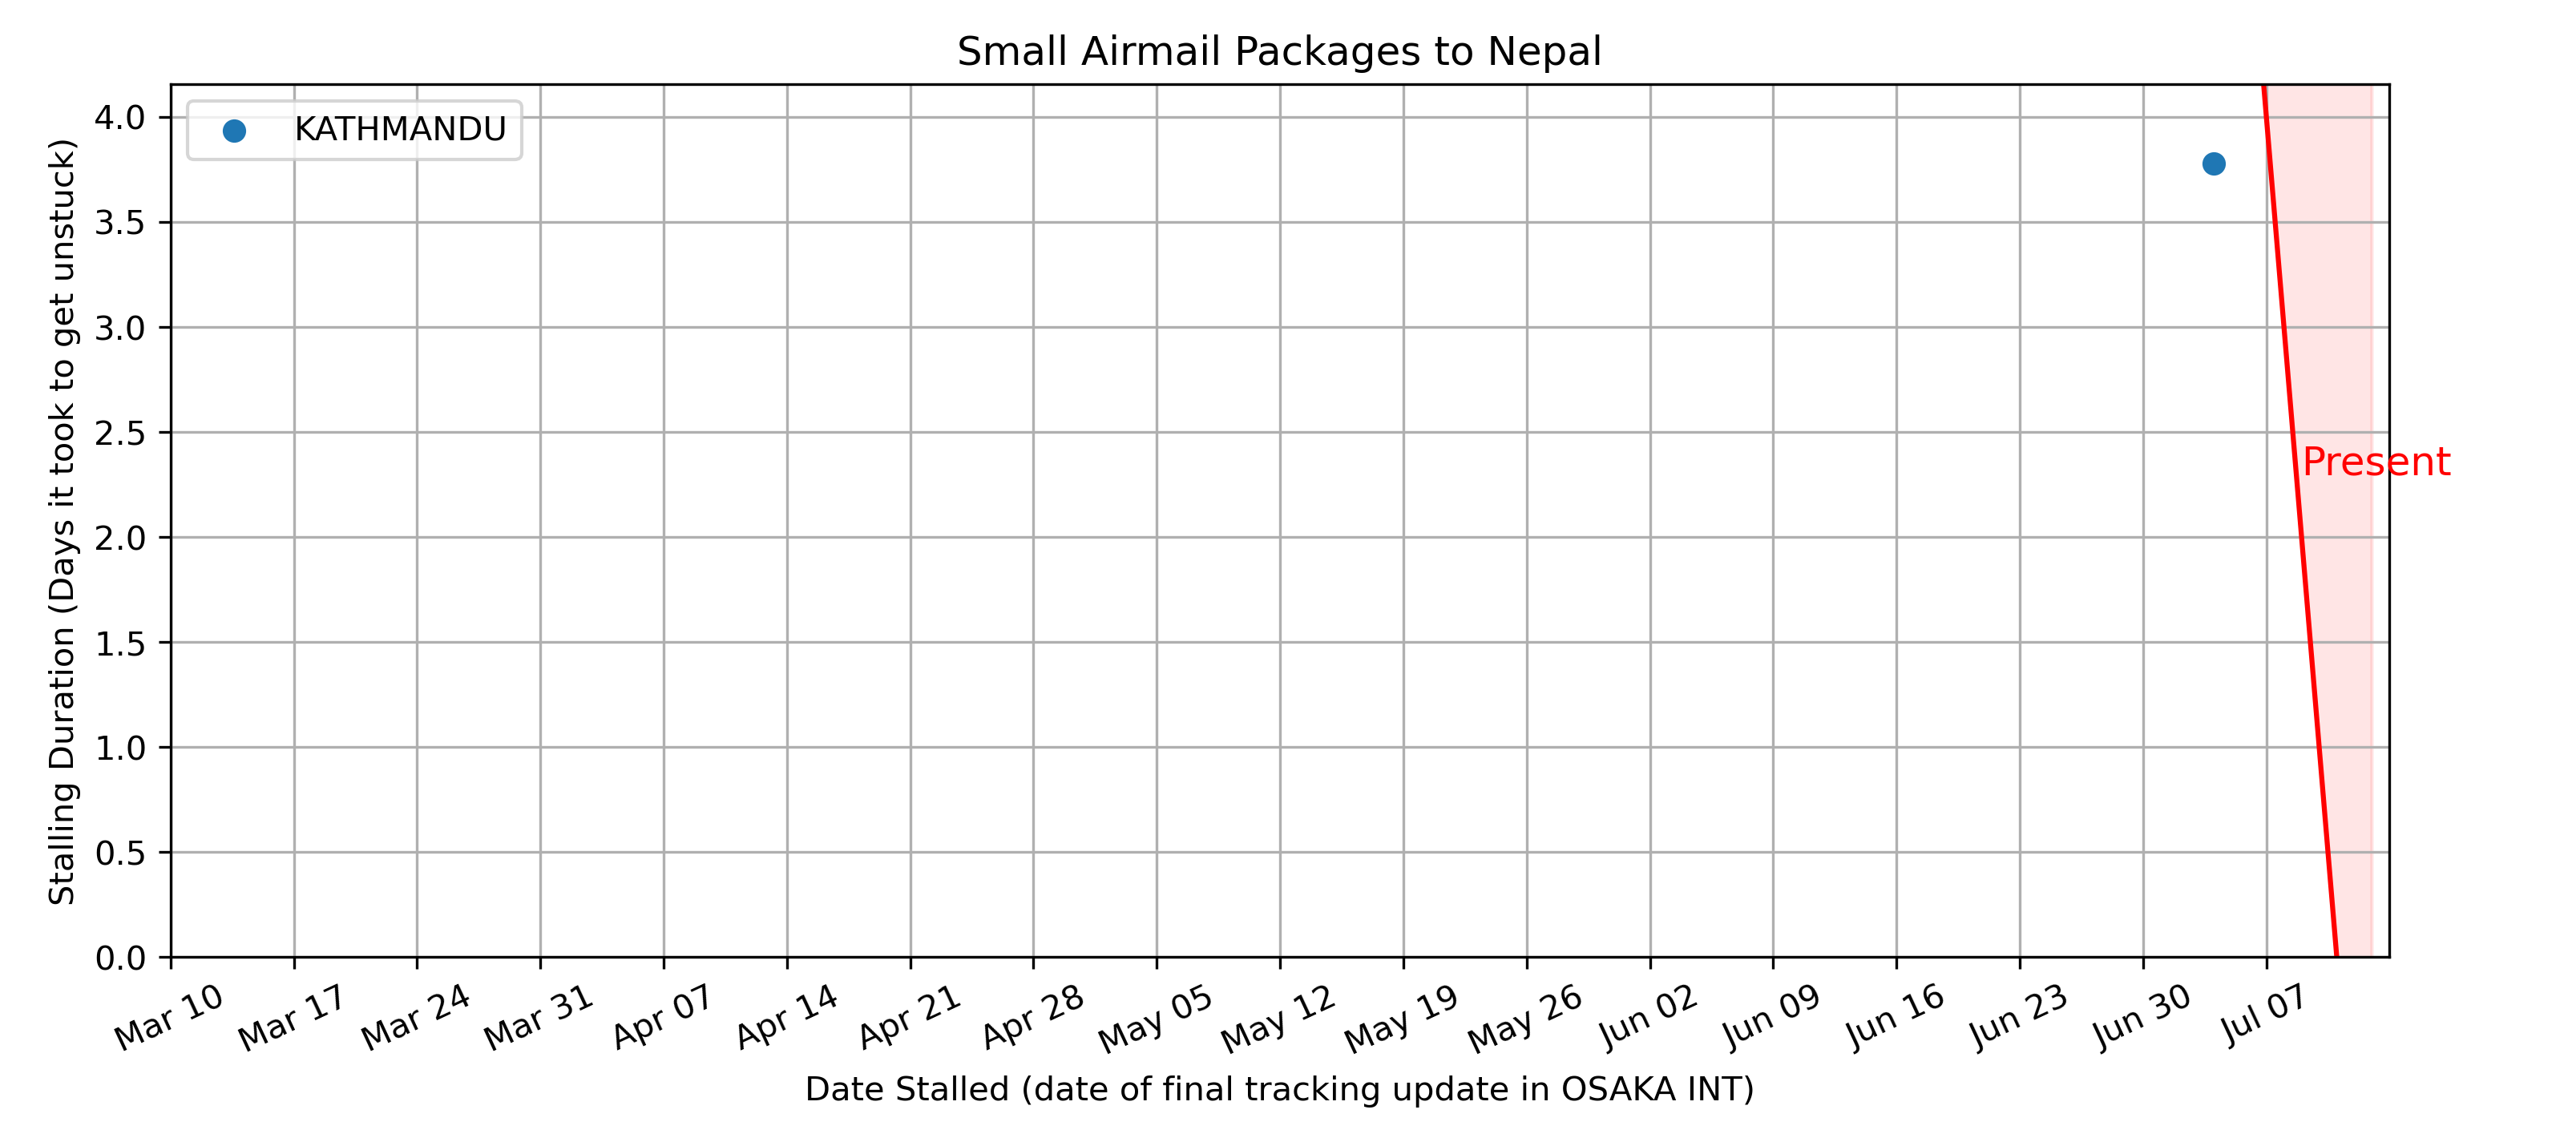 Small Airmail Packages to Nepal
KATHMANDU
Stalling Duration (Days it took to get unstuck)
4.0
3.5
3.0
2.5
2.0
1.5
1.0
0.5
0.0
Present
Mar 10 Mar 17 Mar 24 Mar 31 Apr 07 Apr 14 Apr 21 Apr 28 May 05 May 12 May 19 May 26 Jun 02 Jun 09 Jun 16 Jun 23 Jun 30 Jul 07
Date Stalled (date of final tracking update in OSAKA INT)